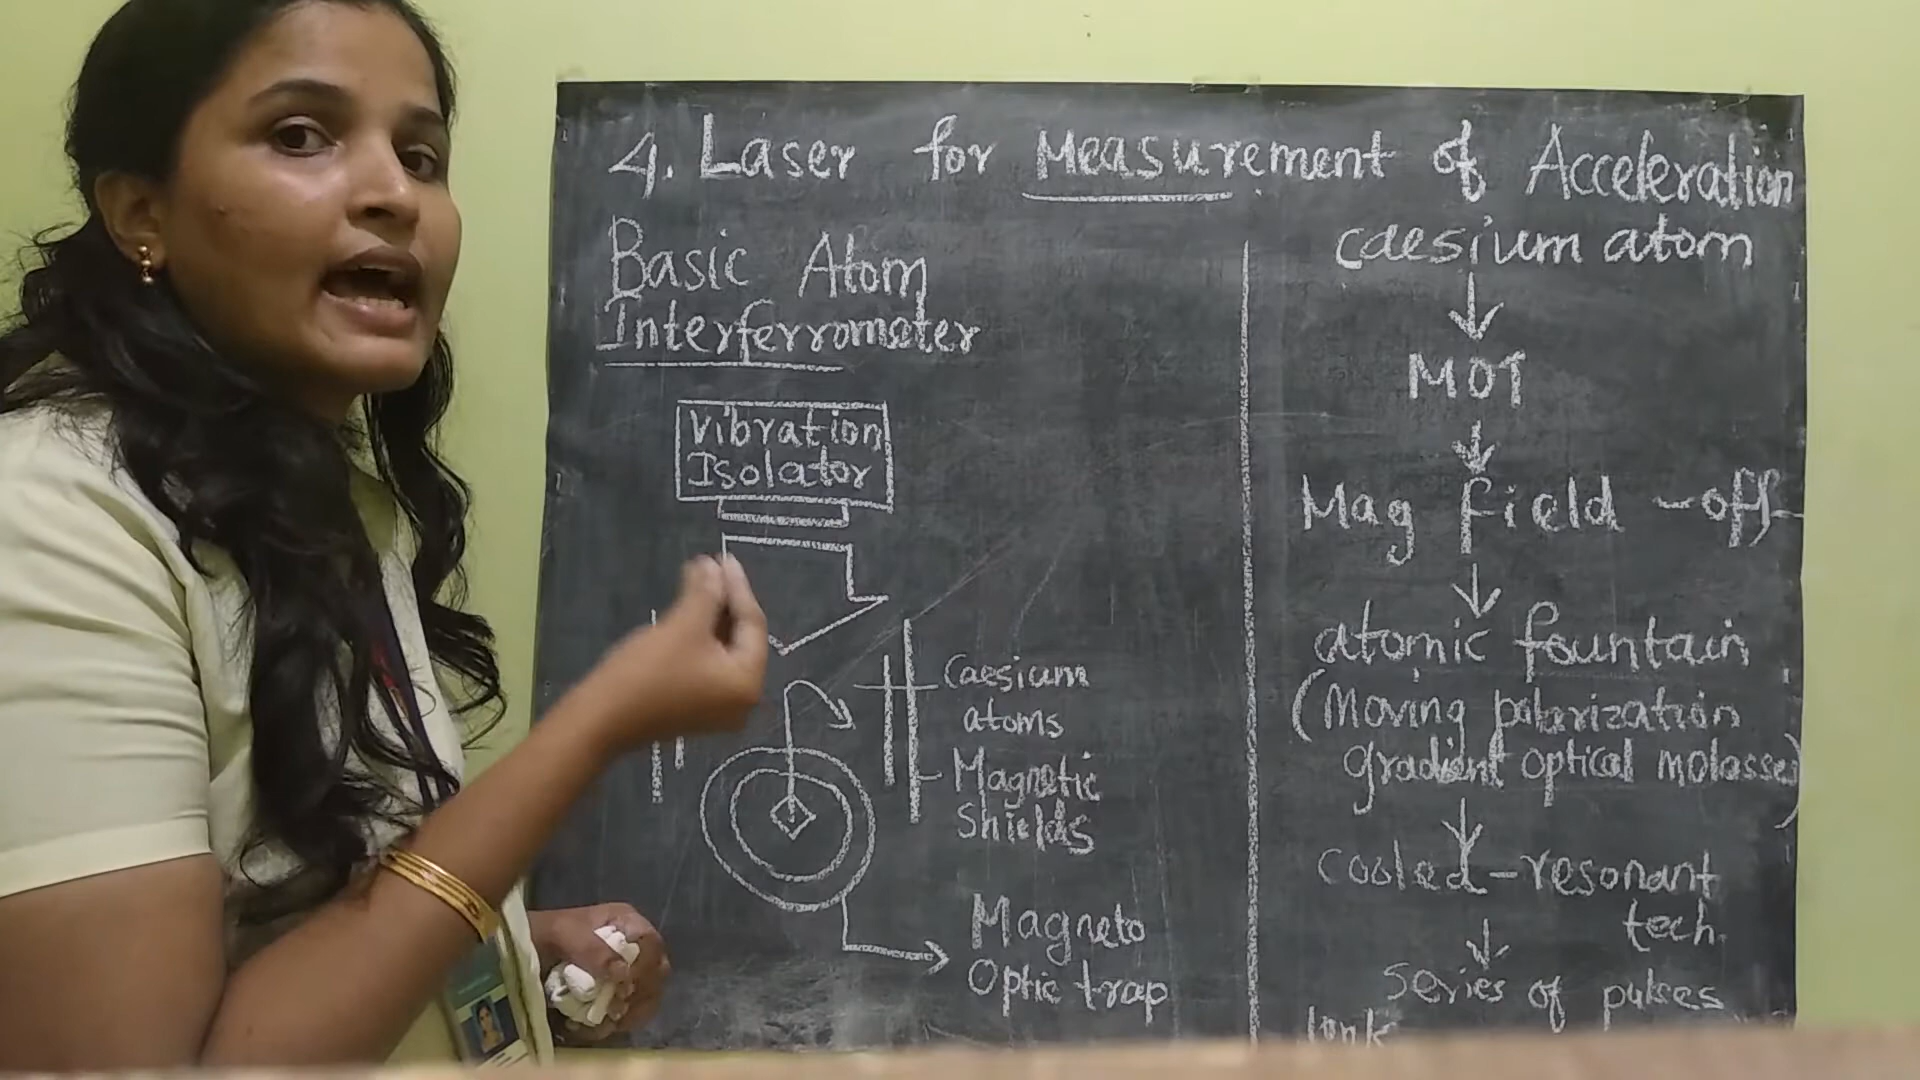 4. Laser for Measurement of Acceleration
Basic Atom
Interferrometer
Vibration
Isolator
Caesium
atoms
Magnetic
Shields
Magneto
Optic trap
caesium atom
MOT
Mag field - off
atomic fountain
(Moving polarization
gradient optical molasses)
cooled-resonant
tech.
series of pulses